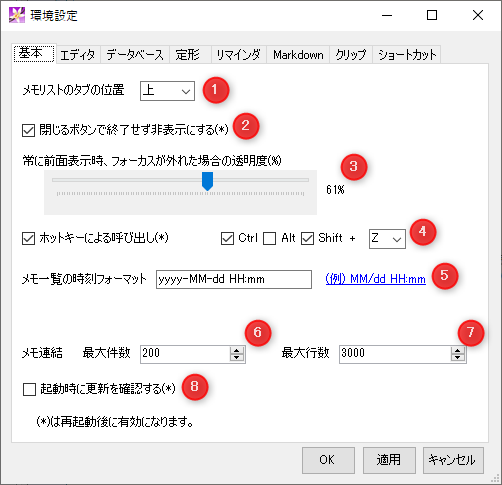 環境設定
基本 エディタ データベース 定形 リマインダ Markdown クリップ ショートカット
メモリストのタブの位置 上 1
閉じるボタンで終了せず非表示にする(*) 2
常に前面表示時、フォーカスが外れた場合の透明度(%) 3
61%
ホットキーによる呼び出し(*) Ctrl Alt Shift + Z 4
メモ一覧の時刻フォーマット yyyy-MM-dd HH:mm (例) MM/dd HH:mm 5
6 7
メモ連結 最大件数 200 最大行数 3000
起動時に更新を確認する(*) 8
(*)は再起動後に有効になります。
OK 適用 キャンセル